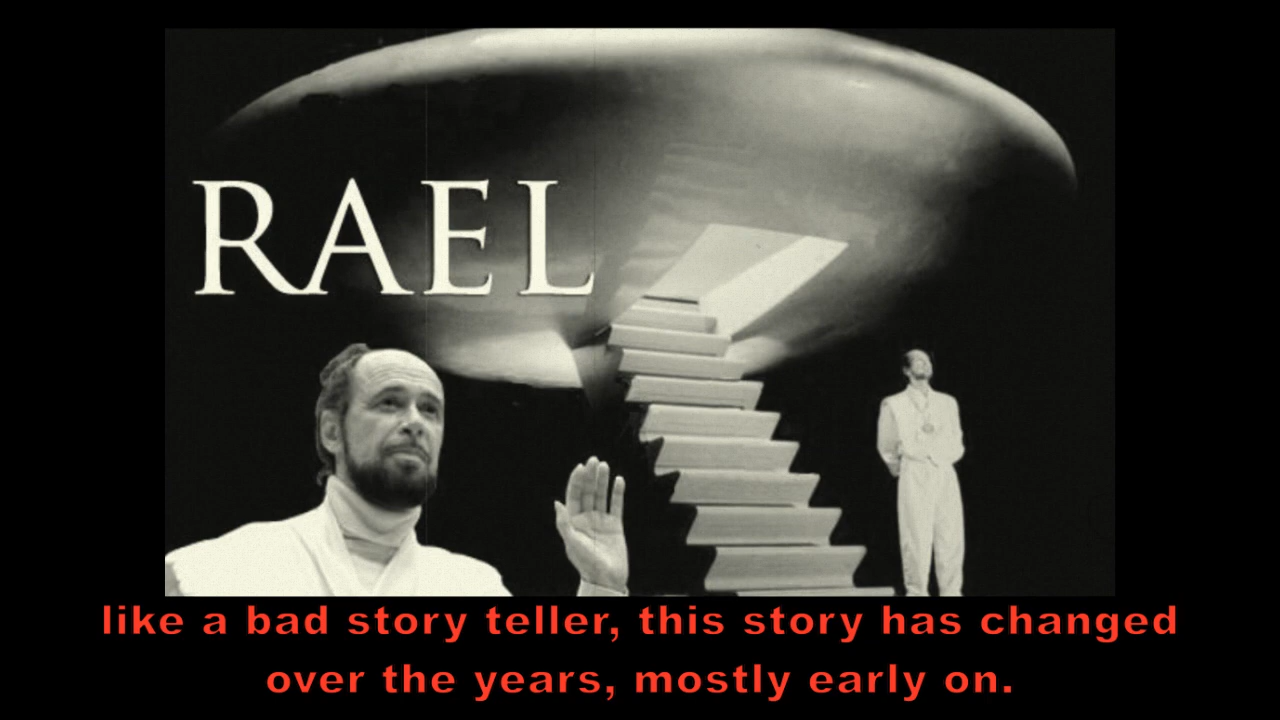 RAEL
like a bad story teller, this story has changed
over the years, mostly early on.